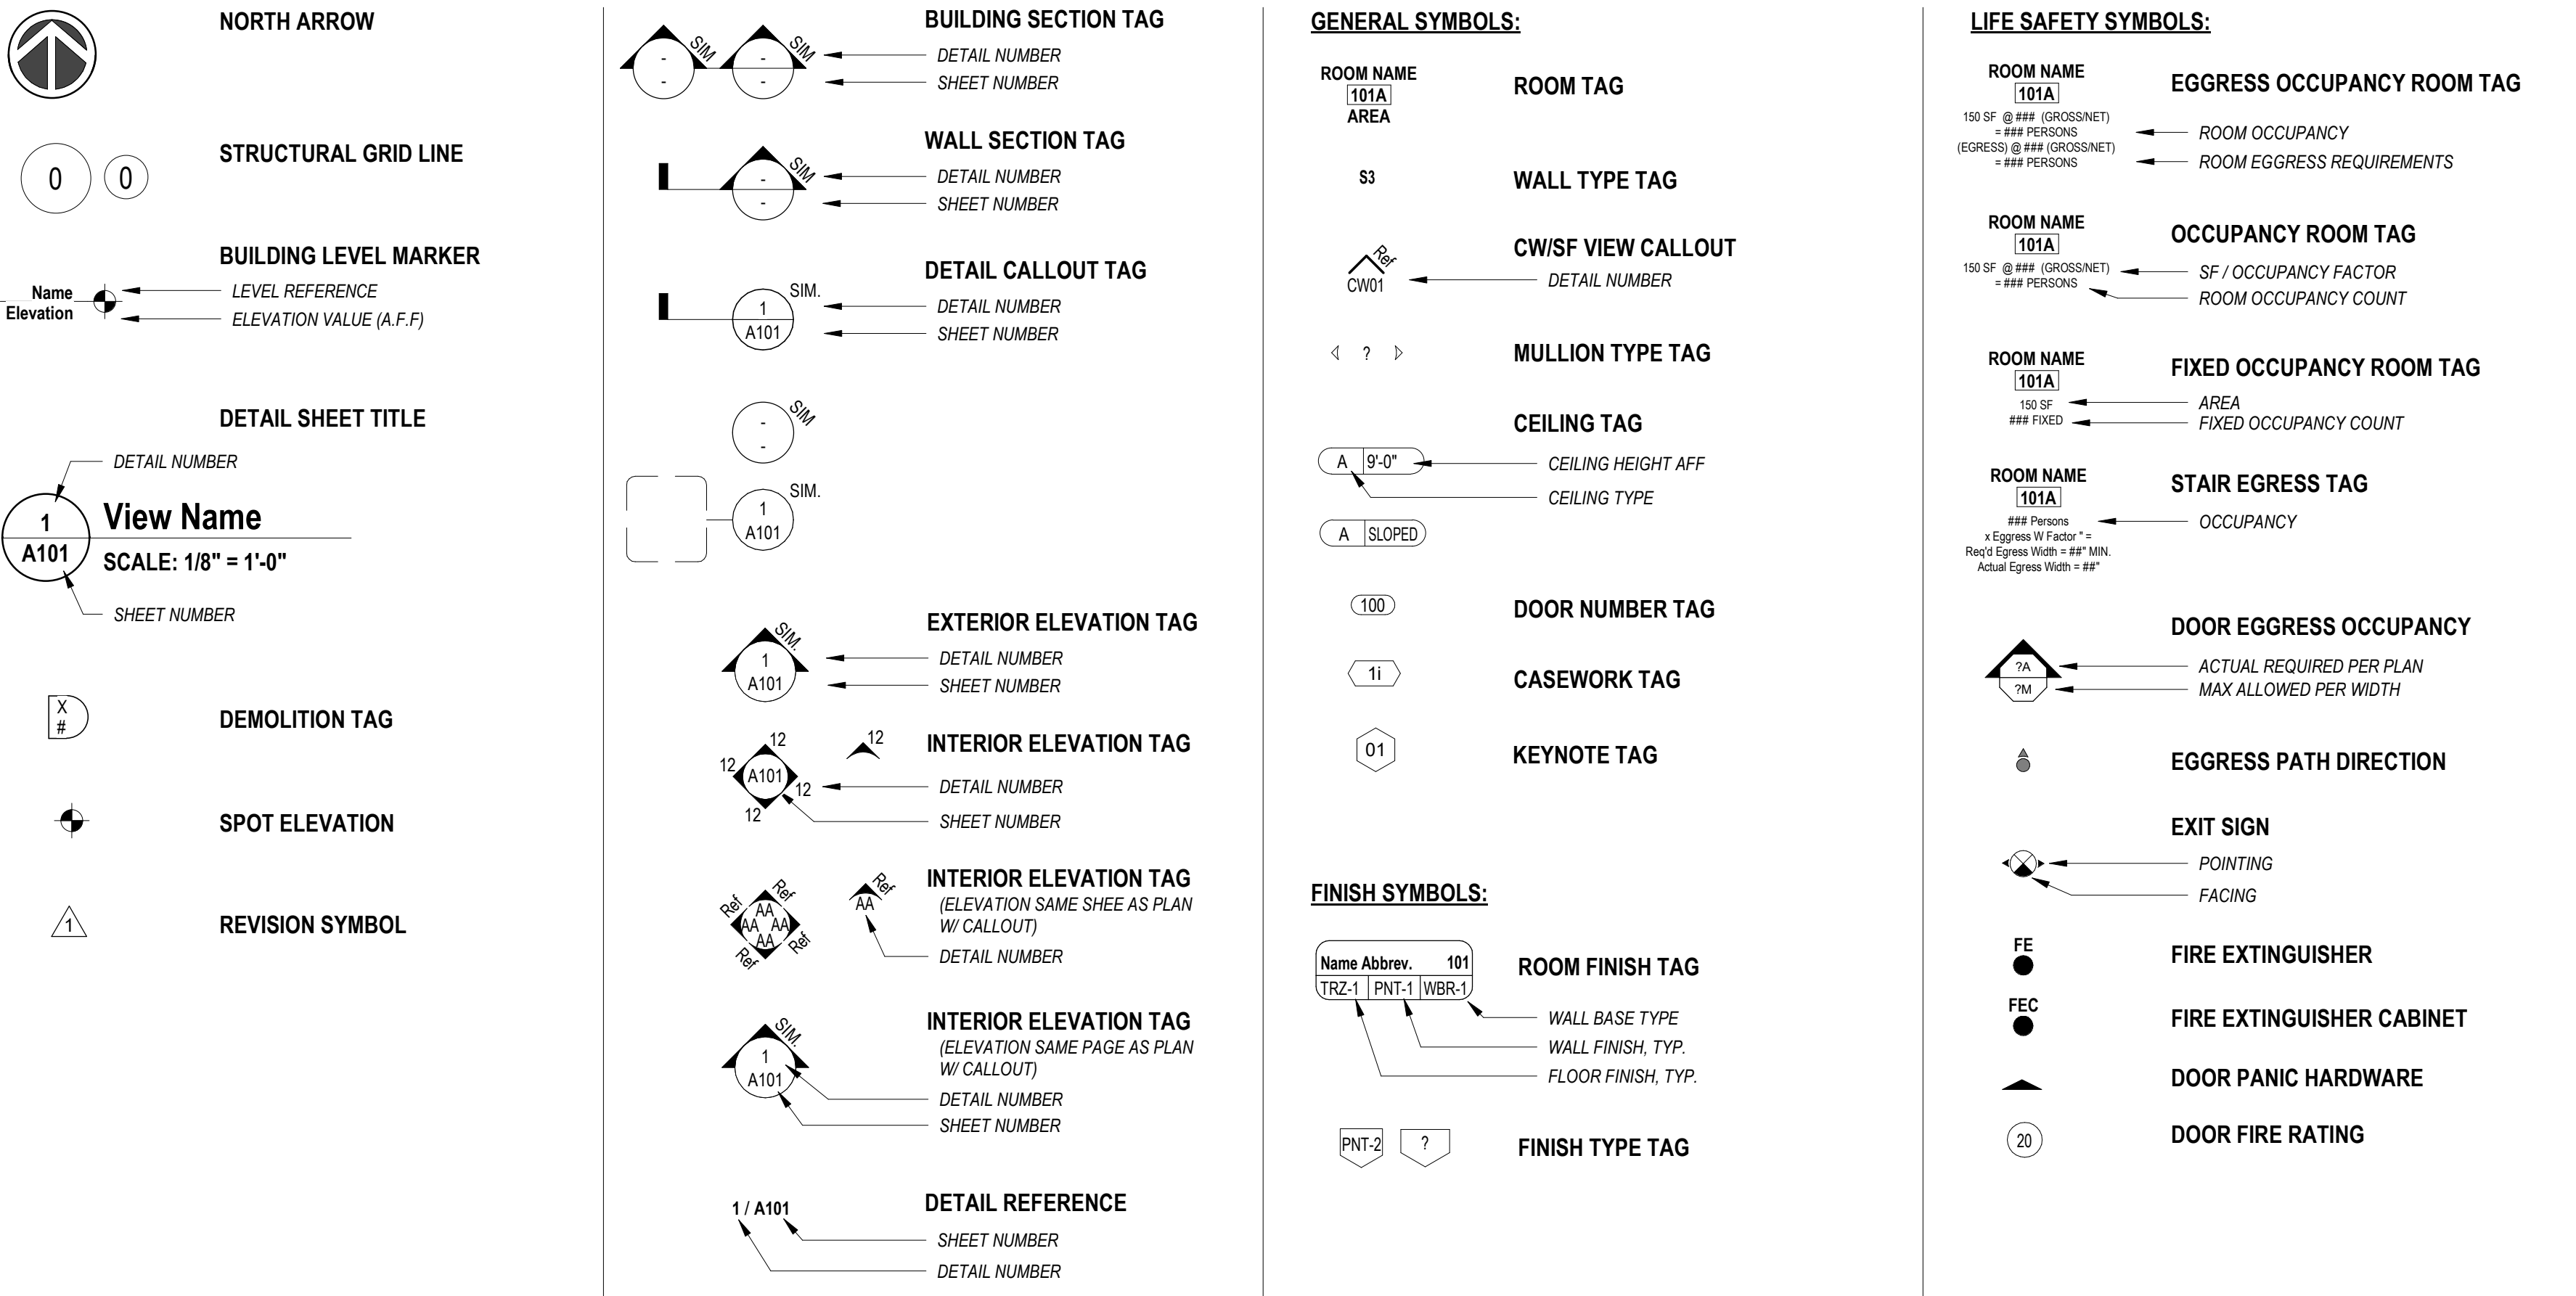 NORTH ARROW
STRUCTURAL GRID LINE
0 0
BUILDING LEVEL MARKER
Name
Elevation
LEVEL REFERENCE
ELEVATION VALUE (A.F.F)
DETAIL SHEET TITLE
DETAIL NUMBER
1
View Name
A101
SCALE: 1/8" = 1'-0"
SHEET NUMBER
X
#
DEMOLITION TAG
SPOT ELEVATION
1
REVISION SYMBOL
BUILDING SECTION TAG
SIM SIM
- -
- -
DETAIL NUMBER
SHEET NUMBER
WALL SECTION TAG
SIM
-
-
DETAIL NUMBER
SHEET NUMBER
DETAIL CALLOUT TAG
SIM.
1
A101
DETAIL NUMBER
SHEET NUMBER
SIM
-
-
SIM.
1
A101
EXTERIOR ELEVATION TAG
SIM.
1
A101
DETAIL NUMBER
SHEET NUMBER
INTERIOR ELEVATION TAG
12 12
12 A101
12
12
DETAIL NUMBER
SHEET NUMBER
INTERIOR ELEVATION TAG
(ELEVATION SAME SHEE AS PLAN
W/ CALLOUT)
DETAIL NUMBER
Ref Ref Ref
AA AA
AA AA
AA
Ref Ref
INTERIOR ELEVATION TAG
(ELEVATION SAME PAGE AS PLAN
W/ CALLOUT)
SIM.
1
A101
DETAIL NUMBER
SHEET NUMBER
DETAIL REFERENCE
1 / A101
SHEET NUMBER
DETAIL NUMBER
GENERAL SYMBOLS:
ROOM NAME
101A
AREA
ROOM TAG
S3
WALL TYPE TAG
CW/SF VIEW CALLOUT
Ref
CW01
DETAIL NUMBER
?
MULLION TYPE TAG
CEILING TAG
A 9'-0"
CEILING HEIGHT AFF
CEILING TYPE
A SLOPED
100
DOOR NUMBER TAG
1i
CASEWORK TAG
01
KEYNOTE TAG
FINISH SYMBOLS:
Name Abbrev. 101
TRZ-1 PNT-1 WBR-1
ROOM FINISH TAG
WALL BASE TYPE
WALL FINISH, TYP.
FLOOR FINISH, TYP.
PNT-2 ?
FINISH TYPE TAG
LIFE SAFETY SYMBOLS:
ROOM NAME
101A
150 SF @ ### (GROSS/NET)
= ### PERSONS
(EGRESS) @ ### (GROSS/NET)
= ### PERSONS
EGGRESS OCCUPANCY ROOM TAG
ROOM OCCUPANCY
ROOM EGGRESS REQUIREMENTS
ROOM NAME
101A
150 SF @ ### (GROSS/NET)
= ### PERSONS
OCCUPANCY ROOM TAG
SF / OCCUPANCY FACTOR
ROOM OCCUPANCY COUNT
ROOM NAME
101A
150 SF
### FIXED
FIXED OCCUPANCY ROOM TAG
AREA
FIXED OCCUPANCY COUNT
ROOM NAME
101A
### Persons
x Eggress W Factor " =
Req'd Egress Width = ##" MIN.
Actual Egress Width = ##"
STAIR EGRESS TAG
OCCUPANCY
DOOR EGGRESS OCCUPANCY
?A
?M
ACTUAL REQUIRED PER PLAN
MAX ALLOWED PER WIDTH
EGGRESS PATH DIRECTION
EXIT SIGN
POINTING
FACING
FE
FIRE EXTINGUISHER
FEC
FIRE EXTINGUISHER CABINET
DOOR PANIC HARDWARE
20
DOOR FIRE RATING